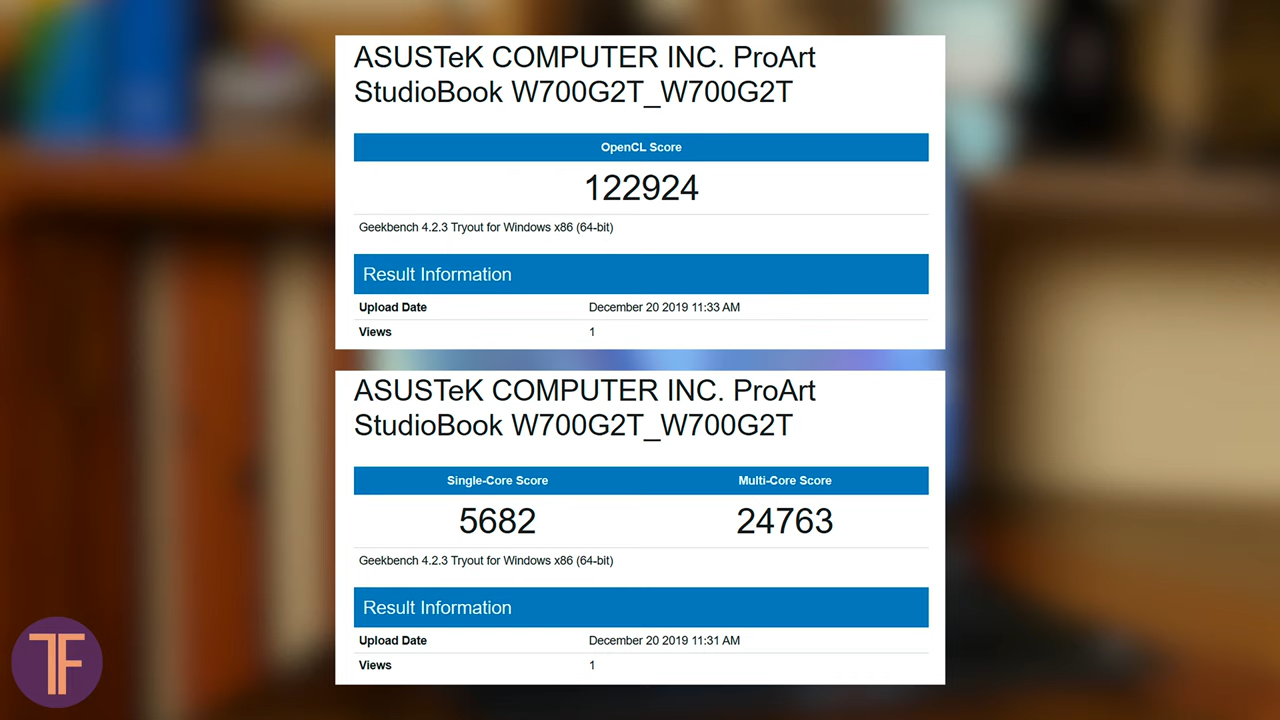 ASUSTeK COMPUTER INC. ProArt
StudioBook W700G2T_W700G2T
OpenCL Score
122924
Geekbench 4.2.3 Tryout for Windows x86 (64-bit)
Result Information
Upload Date December 20 2019 11:33 AM
Views 1
ASUSTeK COMPUTER INC. ProArt
StudioBook W700G2T_W700G2T
Single-Core Score Multi-Core Score
5682 24763
Geekbench 4.2.3 Tryout for Windows x86 (64-bit)
Result Information
Upload Date December 20 2019 11:31 AM
Views 1
TF